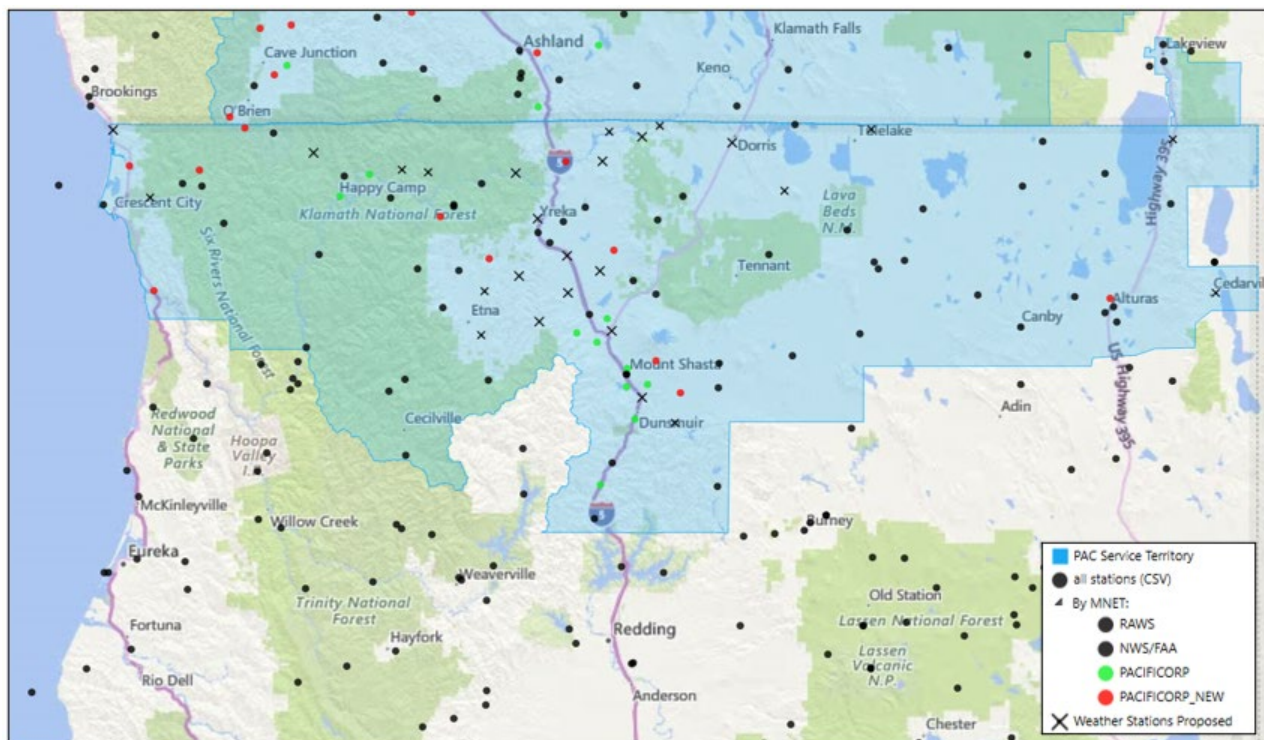 Ashland
Klamath Falls
Cave Junction
Lakeview
Keno
Brookings
O'Brien
Tulelake
Dorris
5
Happy Camp
Crescent City
Klamath National Forest
Yreka
Lava
Beds
N.M.
Highway 395
Six Rivers National Forest
Tennant
Cedarvil
Etna
Alturas
Canby
Mount Shasta
US Highway 395
Adin
Cecilville
Dunsmuir
Redwood
National
& State
Parks
Hoopa
Valley
I.R.
McKinleyville
5
Willow Creek
Burney
Eureka
Weaverville
Old Station
Trinity National
Forest
Lassen National Forest
Fortuna
Hayfork
Redding
Lassen
Volcanic
N.P.
Rio Dell
Anderson
Chester
PAC Service Territory
all stations (CSV)
By MNET:
RAWS
NWS/FAA
PACIFICORP
PACIFICORP_NEW
Weather Stations Proposed